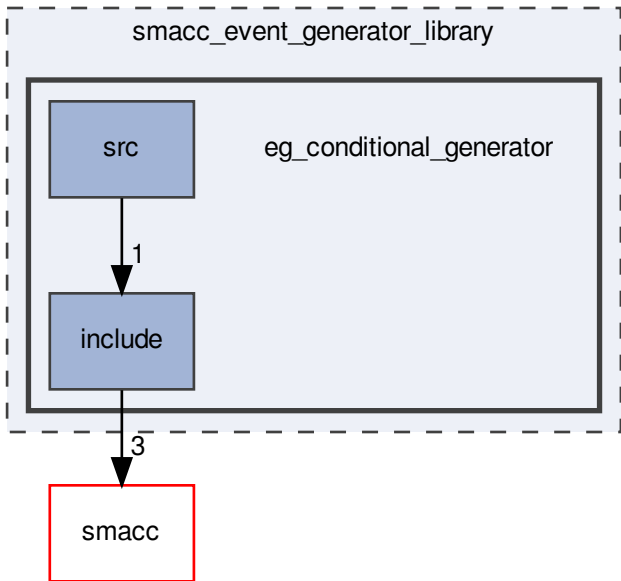 smacc_event_generator_library
src
eg_conditional_generator
1
include
3
smacc